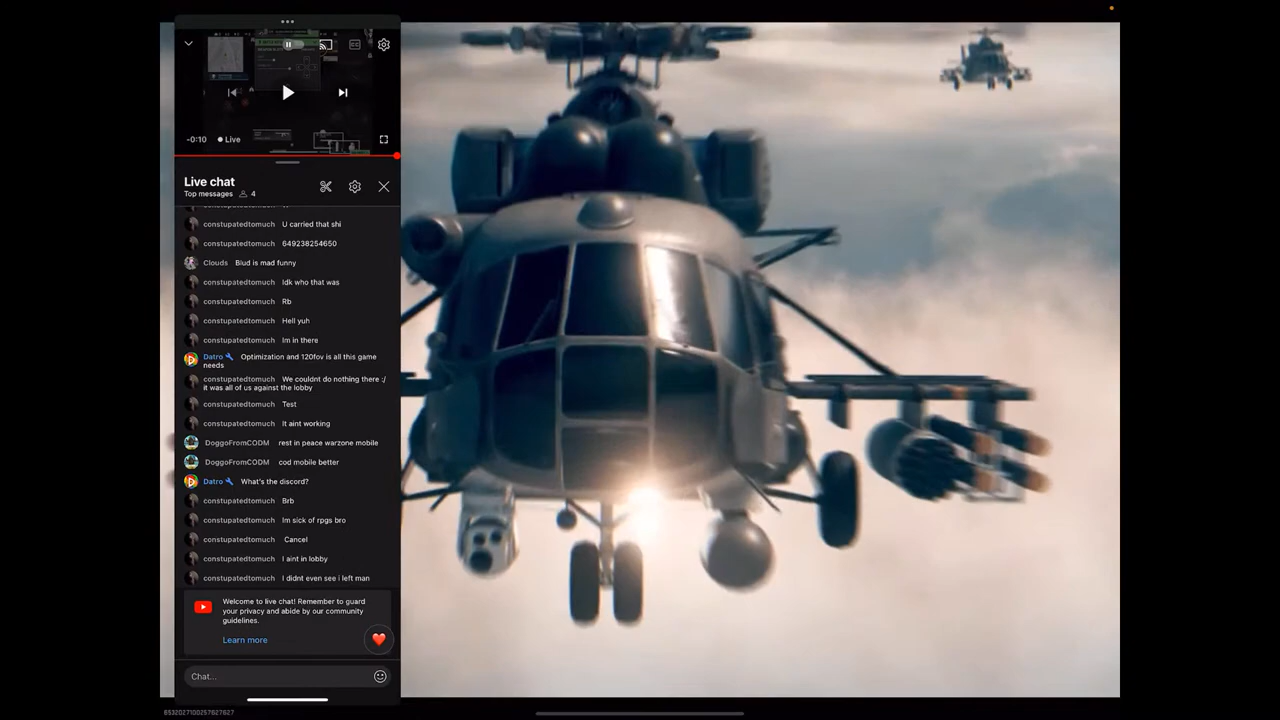 -0:10 Live
Live chat
Top messages 4
constupatedtomuch U carried that shi
constupatedtomuch 649238254650
Clouds Blud is mad funny
constupatedtomuch Idk who that was
constupatedtomuch Rb
constupatedtomuch Hell yuh
constupatedtomuch Im in there
Datro Optimization and 120fov is all this game
needs
constupatedtomuch We couldnt do nothing there :/
it was all of us against the lobby
constupatedtomuch Test
constupatedtomuch It aint working
DoggoFromCODM rest in peace warzone mobile
DoggoFromCODM cod mobile better
Datro What's the discord?
constupatedtomuch Brb
constupatedtomuch Im sick of rpgs bro
constupatedtomuch Cancel
constupatedtomuch I aint in lobby
constupatedtomuch I didnt even see i left man
Welcome to live chat! Remember to guard
your privacy and abide by our community
guidelines.
Learn more
Chat...
6532027100257627627